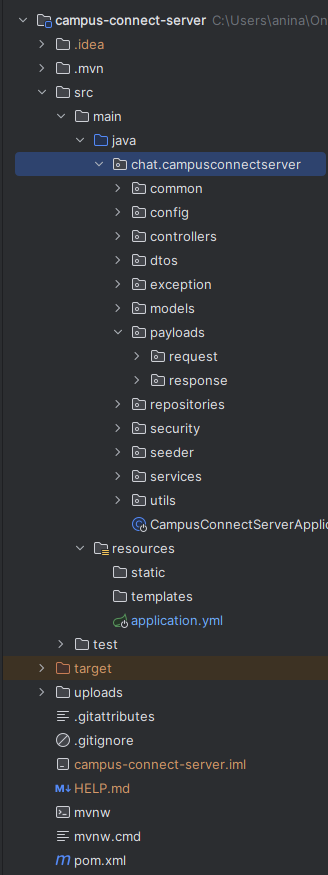 campus-connect-server C:\Users\anina\On
.idea
.mvn
src
main
java
chat.campusconnectserver
common
config
controllers
dtos
exception
models
payloads
request
response
repositories
security
seeder
services
utils
CampusConnectServerApplic
resources
static
templates
application.yml
test
target
uploads
.gitattributes
.gitignore
campus-connect-server.iml
M↓ HELP.md
mvnw
mvnw.cmd
m pom.xml